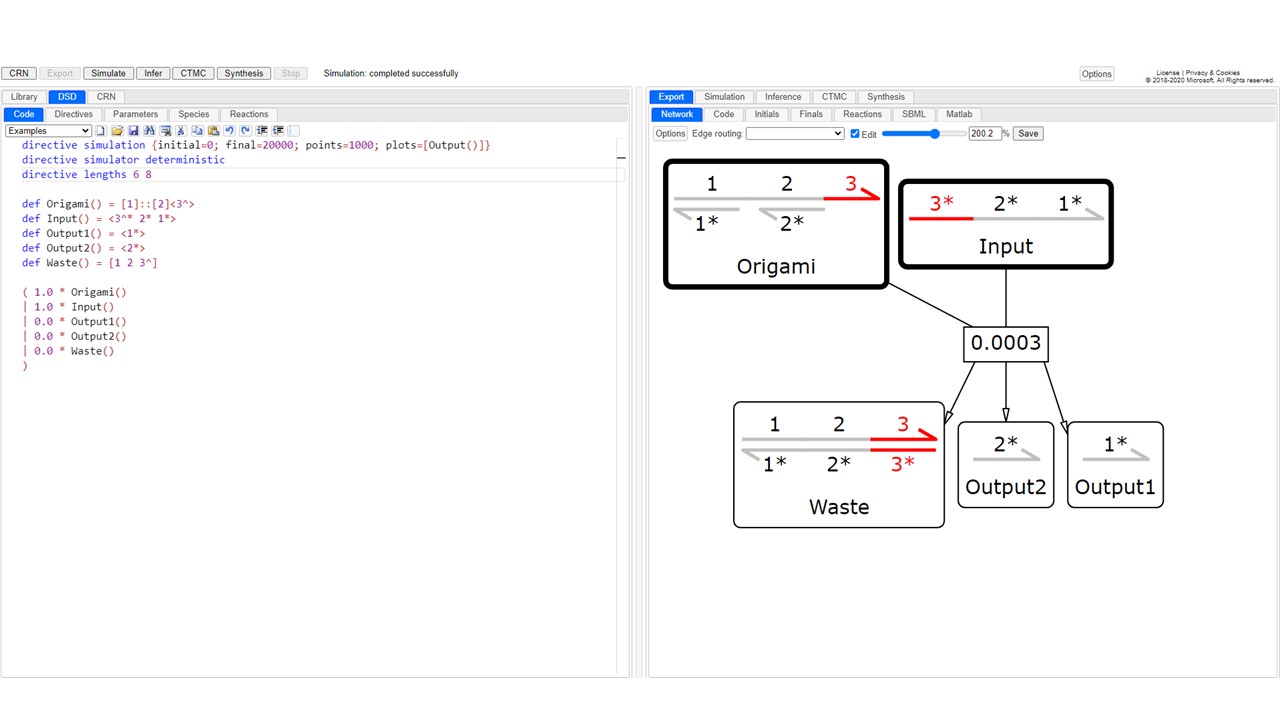 CRN Export Simulate Infer CTMC Synthesis Stop Simulation: completed successfully Options License | Privacy & Cookies
© 2018-2020 Microsoft. All Rights reserved.
Library DSD CRN
Code Directives Parameters Species Reactions
Examples
directive simulation {initial=0; final=20000; points=1000; plots=[Output()]}
directive simulator deterministic
directive lengths 6 8
def Origami() = [1]::[2]<3^>
def Input() = <3^* 2* 1*>
def Output1() = <1*>
def Output2() = <2*>
def Waste() = [1 2 3^]
( 1.0 * Origami()
| 1.0 * Input()
| 0.0 * Output1()
| 0.0 * Output2()
| 0.0 * Waste()
)
Export Simulation Inference CTMC Synthesis
Network Code Initials Finals Reactions SBML Matlab
Options Edge routing: Edit 200.2 % Save
1 2 3
1* 2*
Origami
3* 2* 1*
Input
0.0003
1 2 3
1* 2* 3*
Waste
2*
Output2
1*
Output1